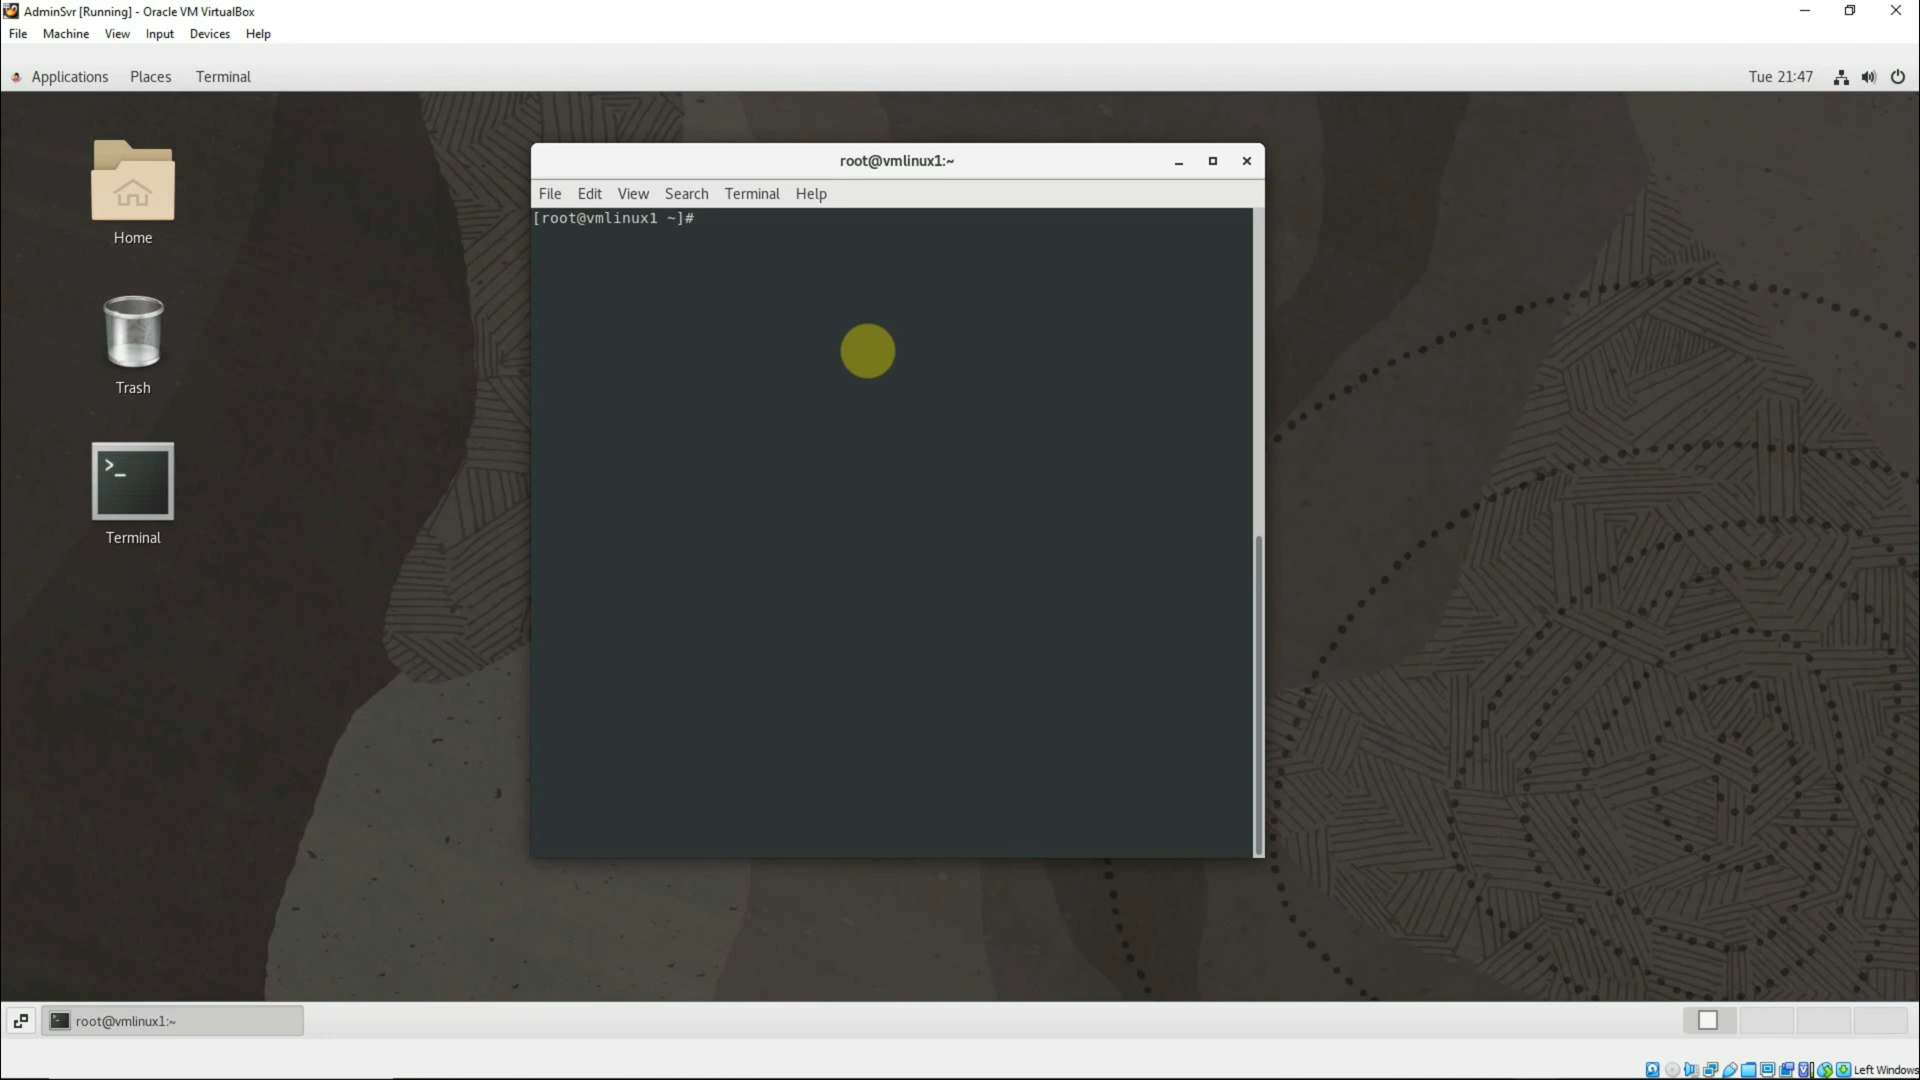 AdminSvr [Running] - Oracle VM VirtualBox
File Machine View Input Devices Help
Applications Places Terminal Tue 21:47
root@vmlinux1:~
File Edit View Search Terminal Help
[root@vmlinux1 ~]#
Home
Trash
>_
Terminal
root@vmlinux1:~
Left Windows